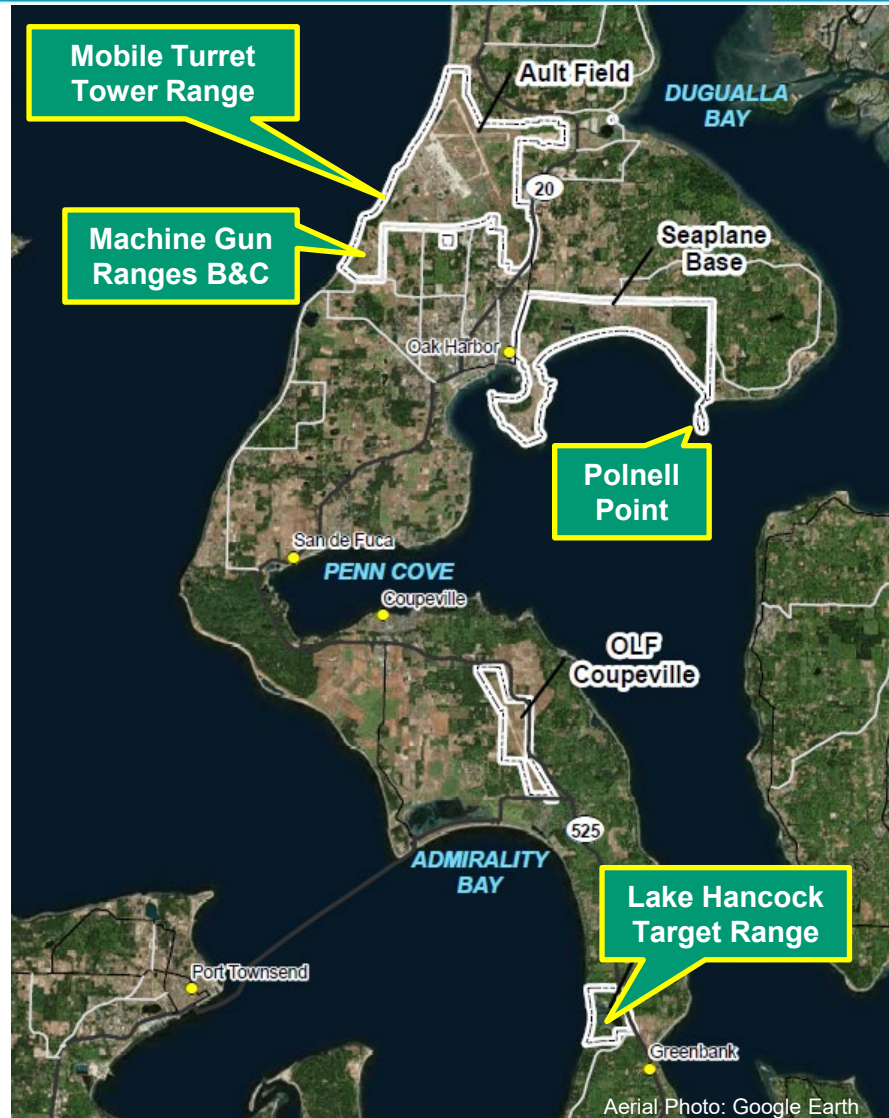 Mobile Turret
Tower Range
Ault Field
DUGUALLA
BAY
20
Machine Gun
Ranges B&C
Seaplane
Base
Oak Harbor
Polnell
Point
San de Fuca
PENN COVE
Coupeville
OLF
Coupeville
525
ADMIRALITY
BAY
Lake Hancock
Target Range
Port Townsend
Greenbank
Aerial Photo: Google Earth